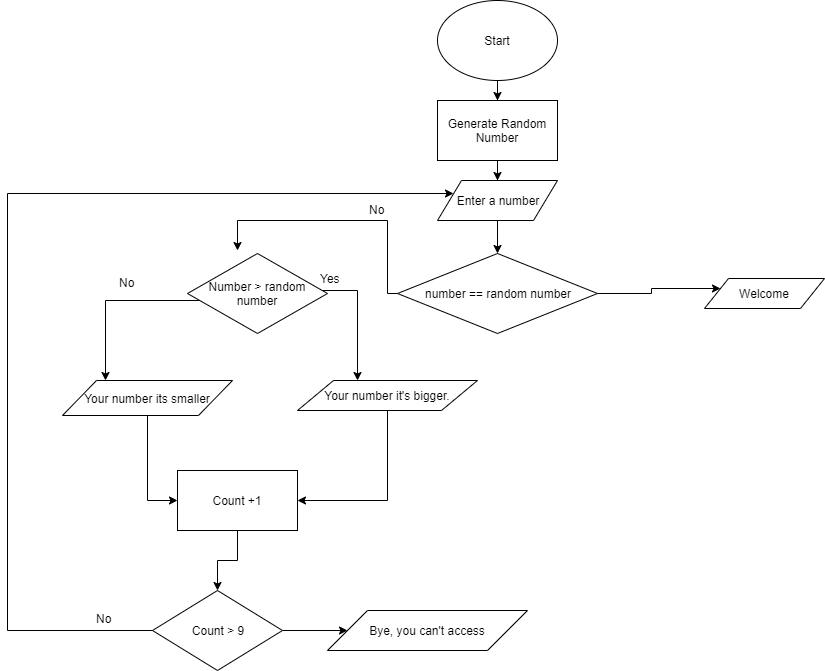 Start
Generate Random
Number
Enter a number
No
number == random number
Welcome
Number > random
number
Yes
No
Your number its smaller
Your number it's bigger.
Count +1
Count > 9
No
Bye, you can't access